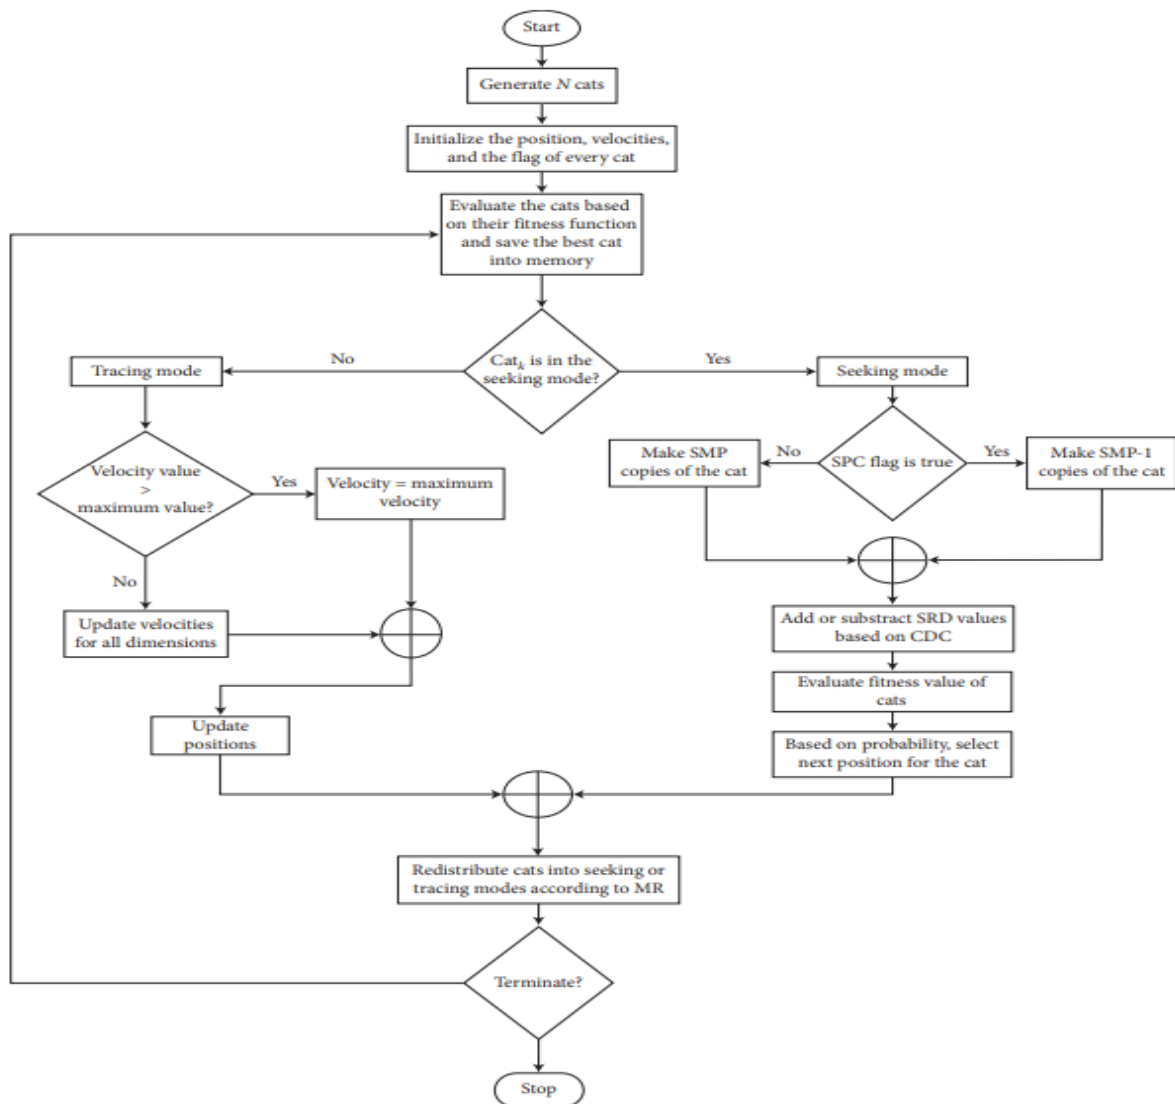 Start
Generate N cats
Initialize the position, velocities,
and the flag of every cat
Evaluate the cats based
on their fitness function
and save the best cat
into memory
No
Cat_k is in the
seeking mode?
Yes
Tracing mode
Seeking mode
Velocity value
>
maximum value?
Yes
Velocity = maximum
velocity
No
Update velocities
for all dimensions
Update
positions
Make SMP
copies of the cat
No
SPC flag is true
Yes
Make SMP-1
copies of the cat
Add or substract SRD values
based on CDC
Evaluate fitness value of
cats
Based on probability, select
next position for the cat
Redistribute cats into seeking or
tracing modes according to MR
Terminate?
Stop